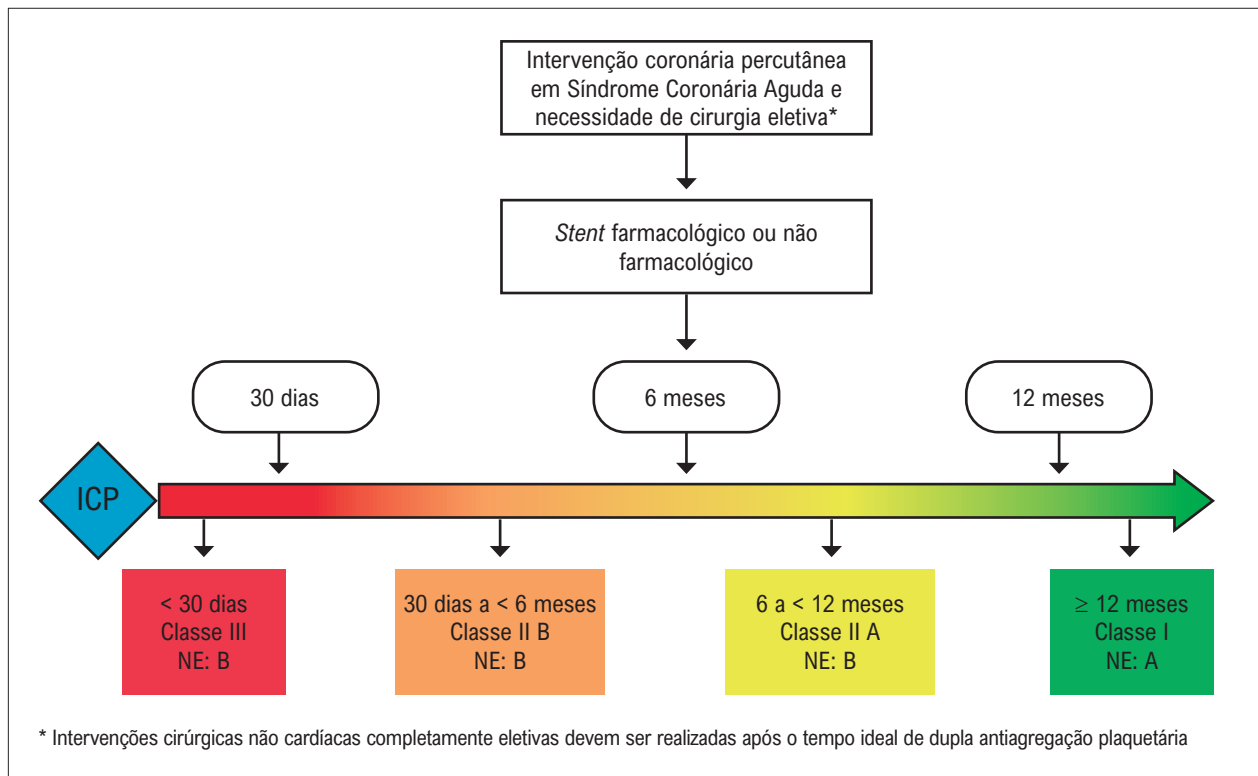 Intervenção coronária percutânea
em Síndrome Coronária Aguda e
necessidade de cirurgia eletiva*
Stent farmacológico ou não
farmacológico
30 dias
6 meses
12 meses
ICP
< 30 dias
Classe III
NE: B
30 dias a < 6 meses
Classe II B
NE: B
6 a < 12 meses
Classe II A
NE: B
≥ 12 meses
Classe I
NE: A
* Intervenções cirúrgicas não cardíacas completamente eletivas devem ser realizadas após o tempo ideal de dupla antiagregação plaquetária